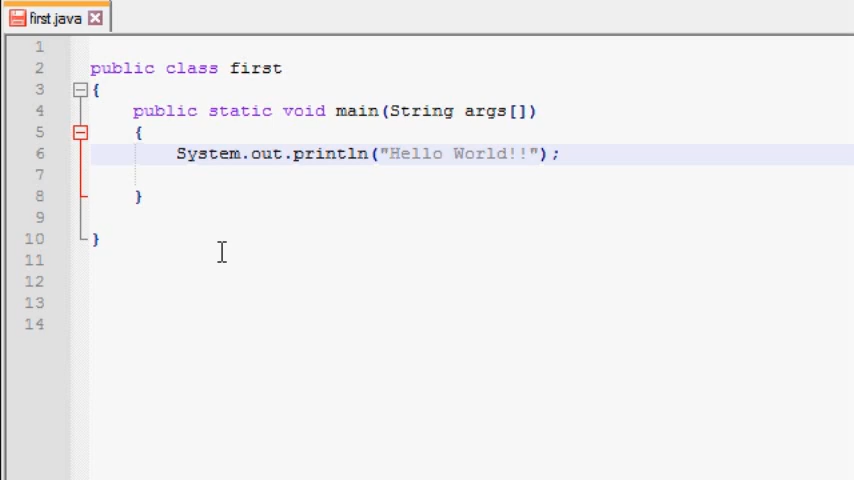 first.java
1
2 public class first
3 {
4 public static void main(String args[])
5 {
6 System.out.println("Hello World!!");
7
8 }
9
10 }
11
12
13
14